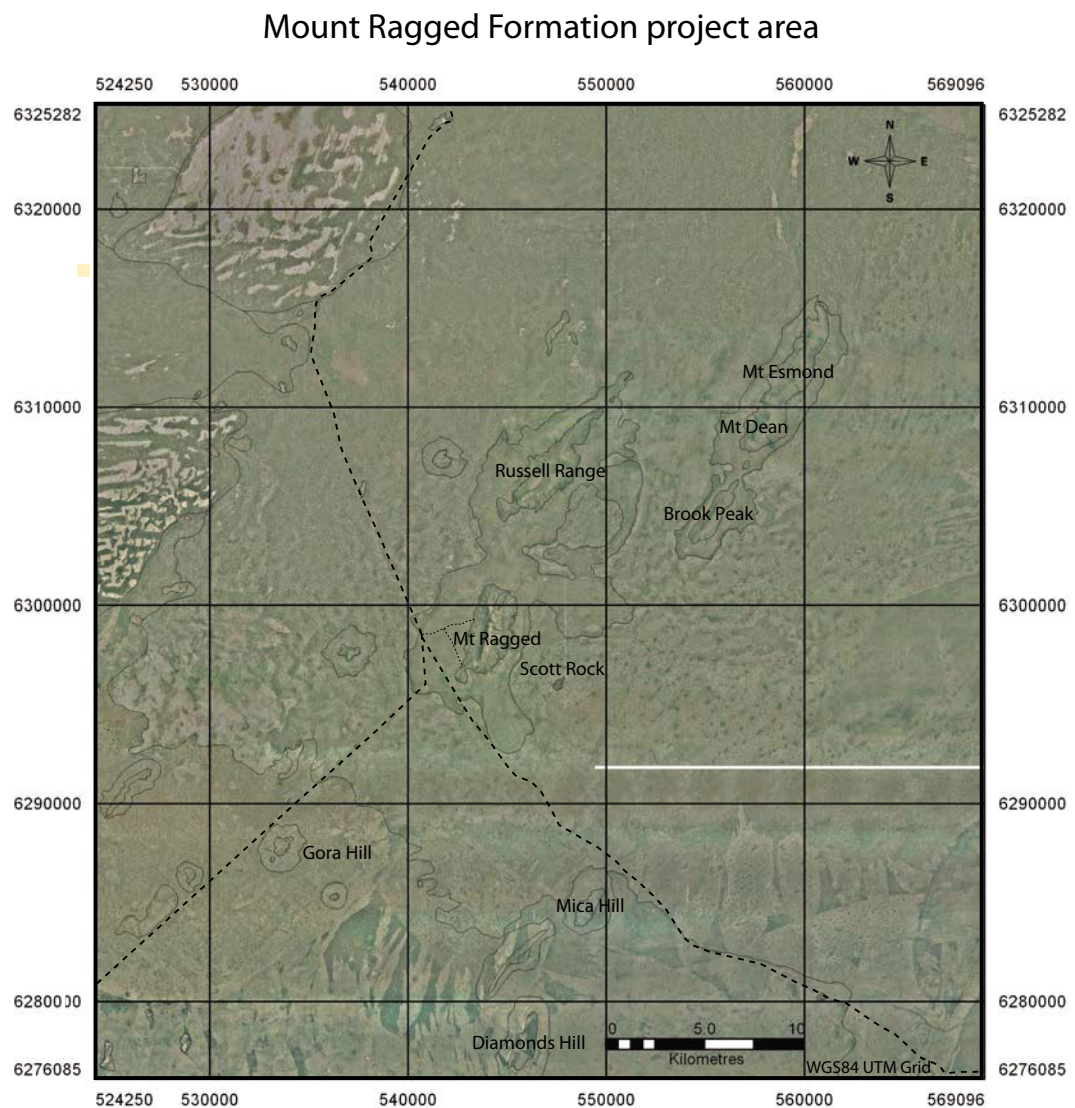 Mount Ragged Formation project area
524250 530000 540000 550000 560000 569096
6325282 6325282
N
W E
S
6320000 6320000
Mt Esmond
6310000 6310000
Mt Dean
Russell Range
Brook Peak
6300000 6300000
Mt Ragged
Scott Rock
6290000 6290000
Gora Hill
Mica Hill
6280000 6280000
0 5.0 10
Diamonds Hill
Kilometres
WGS84 UTM Grid
6276085 6276085
524250 530000 540000 550000 560000 569096